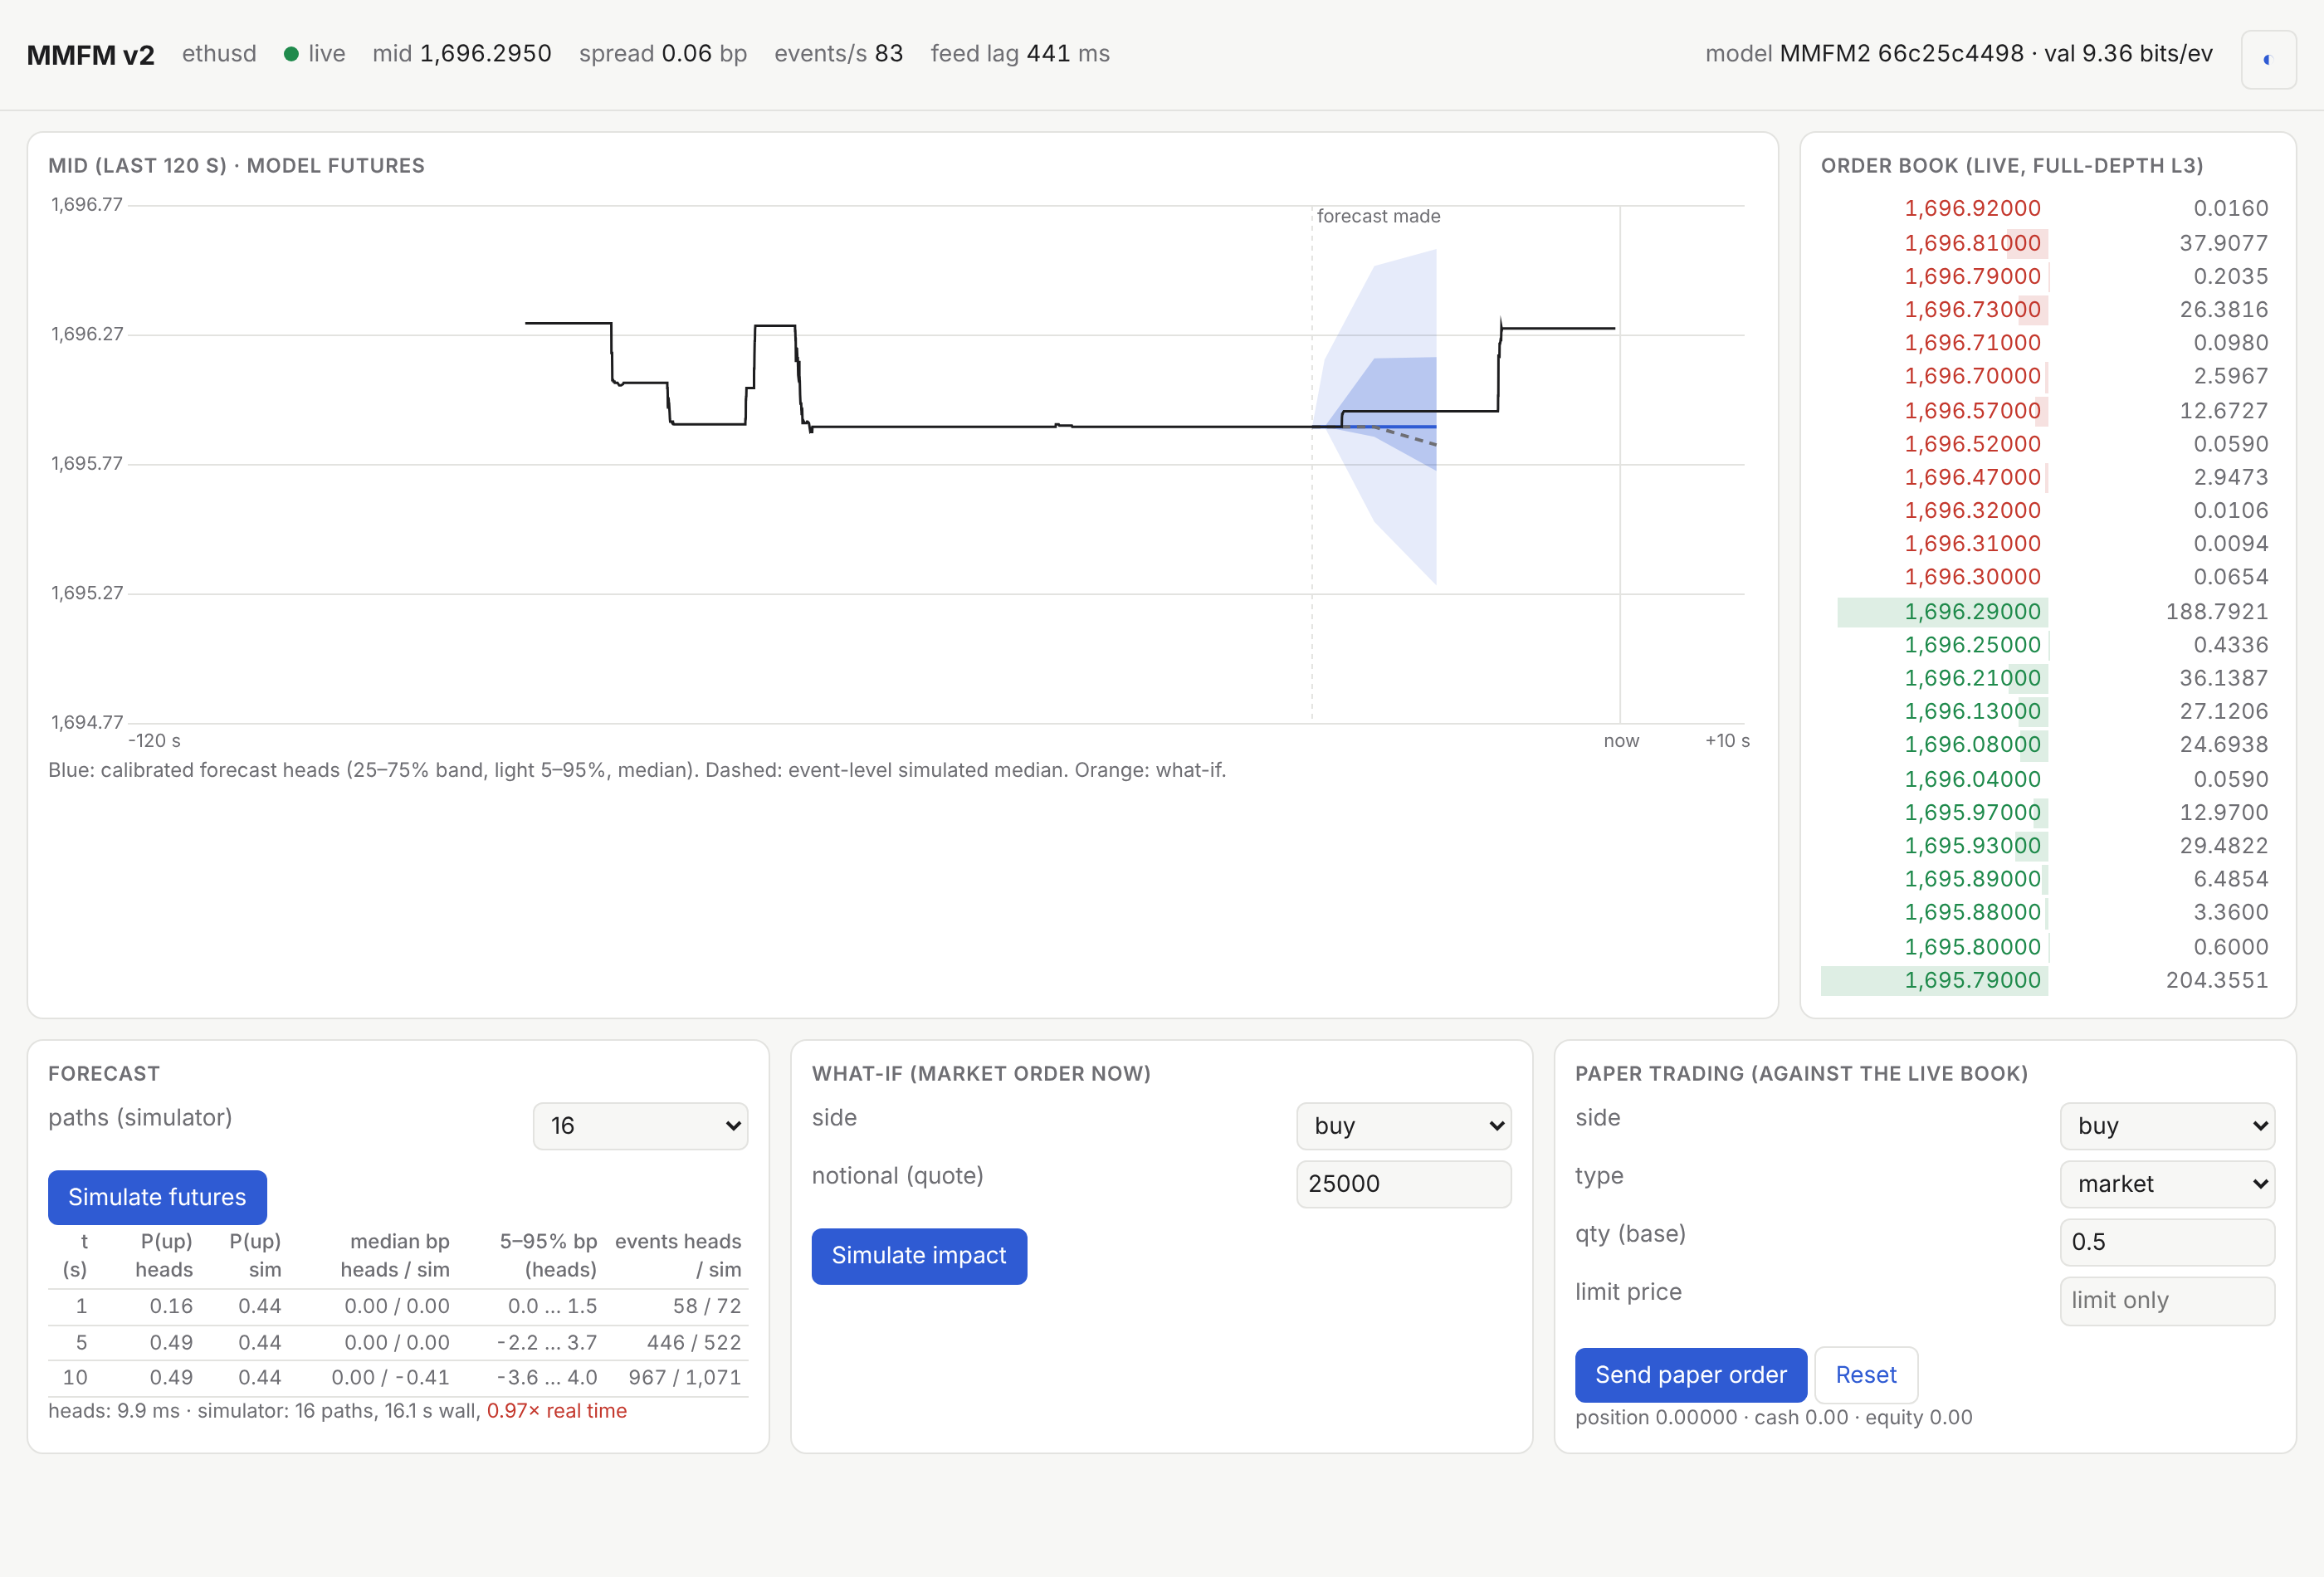 MMFM v2 ethusd live mid 1,696.2950 spread 0.06 bp events/s 83 feed lag 441 ms model MMFM2 66c25c4498 · val 9.36 bits/ev
MID (LAST 120 S) · MODEL FUTURES
1,696.77
forecast made
1,696.27
1,695.77
1,695.27
1,694.77
-120 s now +10 s
Blue: calibrated forecast heads (25–75% band, light 5–95%, median). Dashed: event-level simulated median. Orange: what-if.
ORDER BOOK (LIVE, FULL-DEPTH L3)
1,696.92000 0.0160
1,696.81000 37.9077
1,696.79000 0.2035
1,696.73000 26.3816
1,696.71000 0.0980
1,696.70000 2.5967
1,696.57000 12.6727
1,696.52000 0.0590
1,696.47000 2.9473
1,696.32000 0.0106
1,696.31000 0.0094
1,696.30000 0.0654
1,696.29000 188.7921
1,696.25000 0.4336
1,696.21000 36.1387
1,696.13000 27.1206
1,696.08000 24.6938
1,696.04000 0.0590
1,695.97000 12.9700
1,695.93000 29.4822
1,695.89000 6.4854
1,695.88000 3.3600
1,695.80000 0.6000
1,695.79000 204.3551
FORECAST
paths (simulator) 16
Simulate futures
t P(up) P(up) median bp 5–95% bp events heads
(s) heads sim heads / sim (heads) / sim
1 0.16 0.44 0.00 / 0.00 0.0 … 1.5 58 / 72
5 0.49 0.44 0.00 / 0.00 -2.2 … 3.7 446 / 522
10 0.49 0.44 0.00 / -0.41 -3.6 … 4.0 967 / 1,071
heads: 9.9 ms · simulator: 16 paths, 16.1 s wall, 0.97× real time
WHAT-IF (MARKET ORDER NOW)
side buy
notional (quote) 25000
Simulate impact
PAPER TRADING (AGAINST THE LIVE BOOK)
side buy
type market
qty (base) 0.5
limit price limit only
Send paper order Reset
position 0.00000 · cash 0.00 · equity 0.00